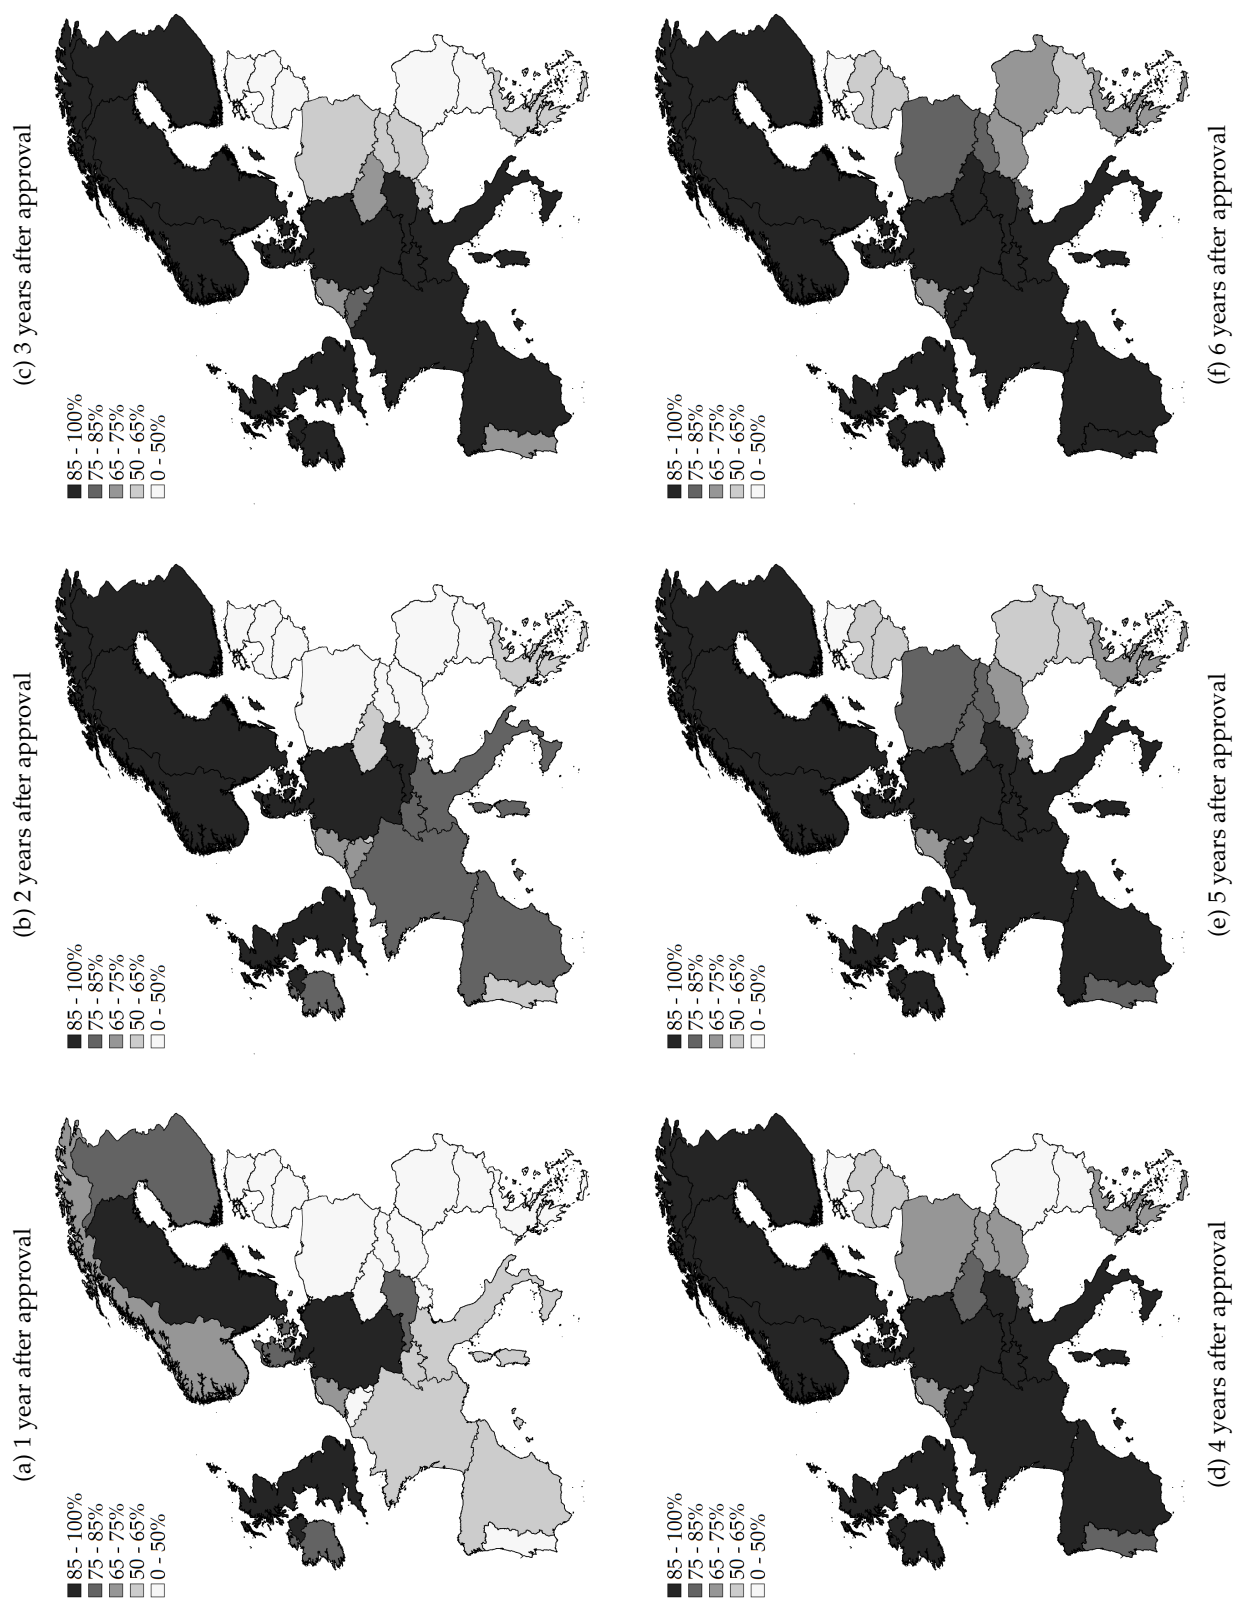 (a) 1 year after approval
85 - 100%
75 - 85%
65 - 75%
50 - 65%
0 - 50%
(b) 2 years after approval
85 - 100%
75 - 85%
65 - 75%
50 - 65%
0 - 50%
(c) 3 years after approval
85 - 100%
75 - 85%
65 - 75%
50 - 65%
0 - 50%
85 - 100%
75 - 85%
65 - 75%
50 - 65%
0 - 50%
(d) 4 years after approval
85 - 100%
75 - 85%
65 - 75%
50 - 65%
0 - 50%
(e) 5 years after approval
85 - 100%
75 - 85%
65 - 75%
50 - 65%
0 - 50%
(f) 6 years after approval